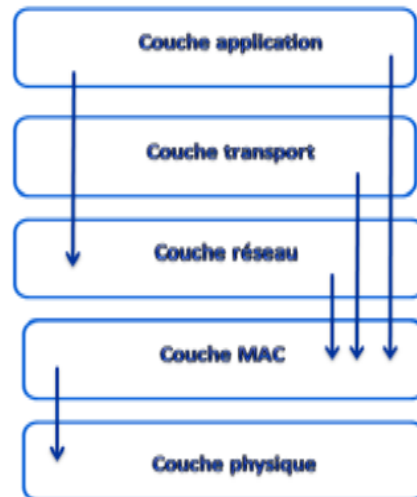 Couche application
Couche transport
Couche réseau
Couche MAC
Couche physique